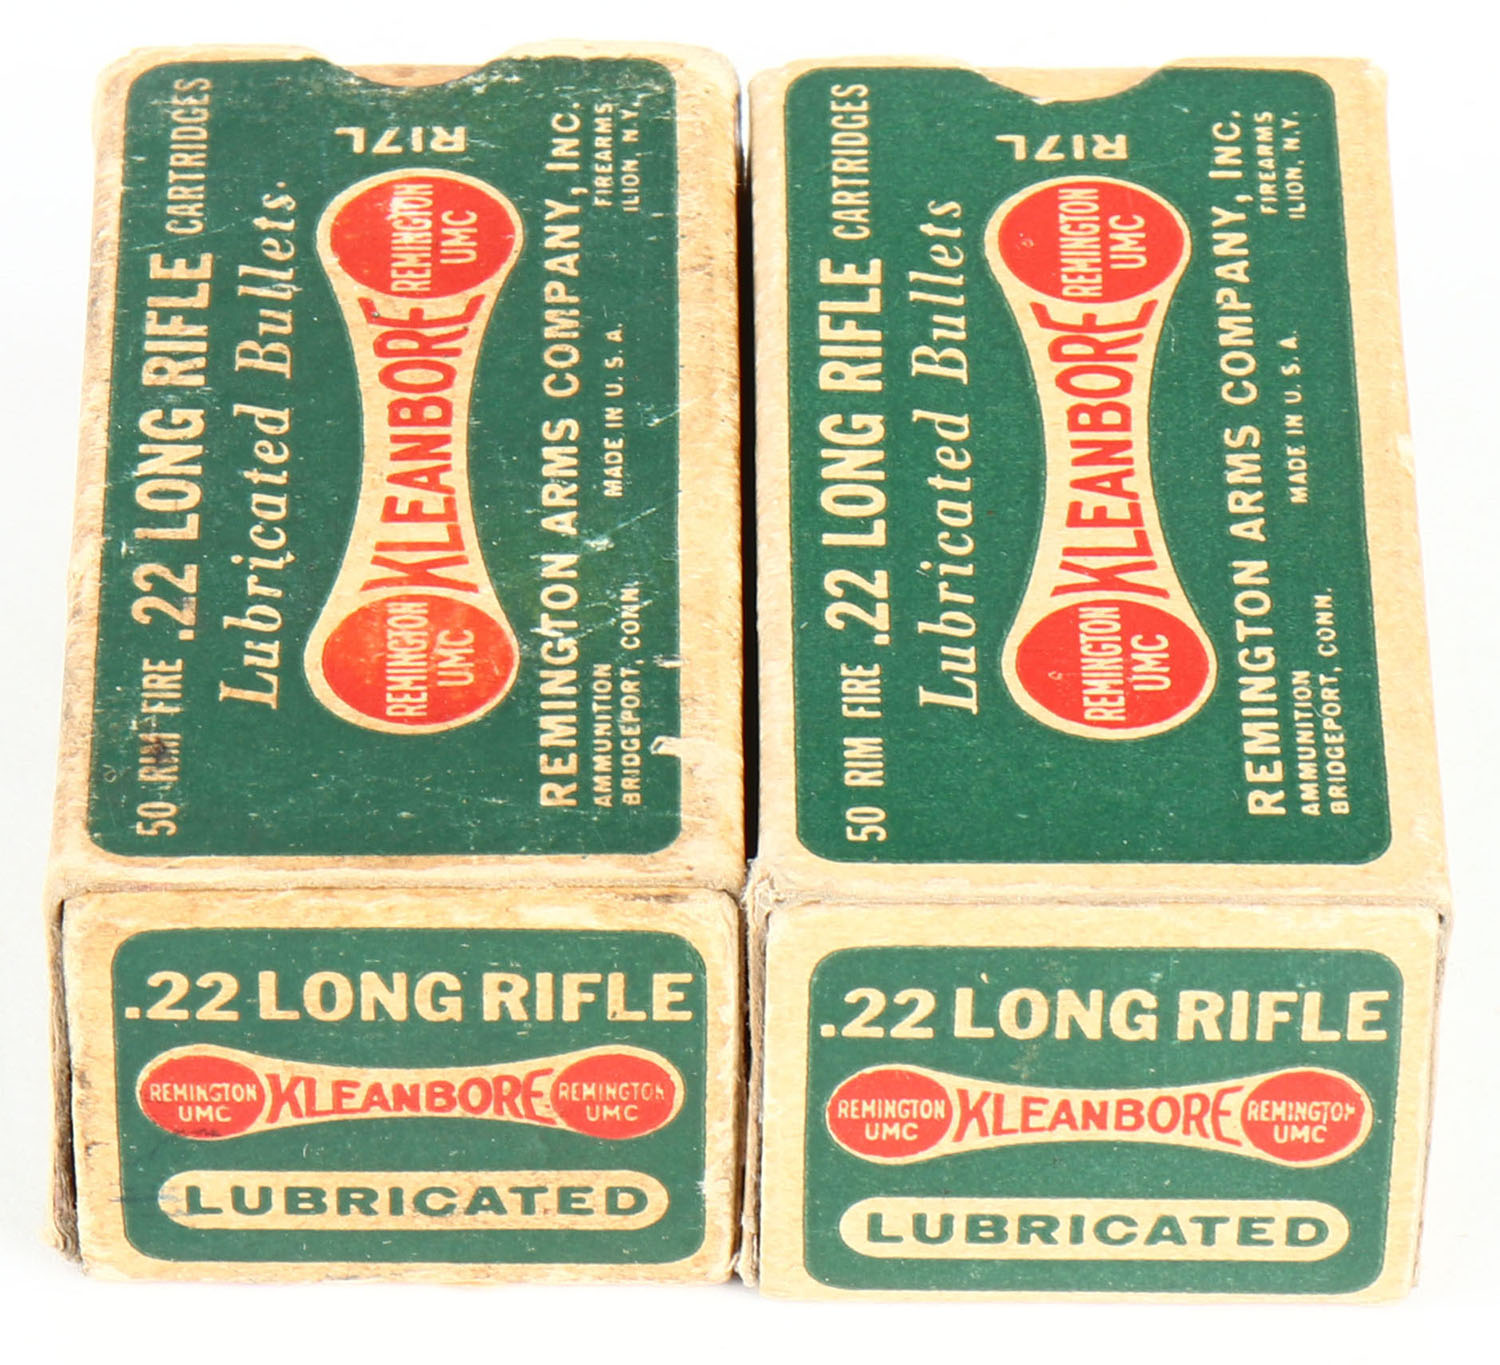 50 RIM FIRE .22 LONG RIFLE CARTRIDGES
Lubricated Bullets.
REMINGTON
UMC
KLEANBORE
REMINGTON
UMC
R17L
REMINGTON ARMS COMPANY, INC.
AMMUNITION
BRIDGEPORT, CONN.
MADE IN U.S.A.
FIREARMS
ILION, N.Y.
.22 LONG RIFLE
REMINGTON
UMC
KLEANBORE
REMINGTON
UMC
LUBRICATED
50 RIM FIRE .22 LONG RIFLE CARTRIDGES
Lubricated Bullets
REMINGTON
UMC
KLEANBORE
REMINGTON
UMC
R17L
REMINGTON ARMS COMPANY, INC.
AMMUNITION
BRIDGEPORT, CONN.
MADE IN U.S.A.
FIREARMS
ILION, N.Y.
.22 LONG RIFLE
REMINGTON
UMC
KLEANBORE
REMINGTON
UMC
LUBRICATED